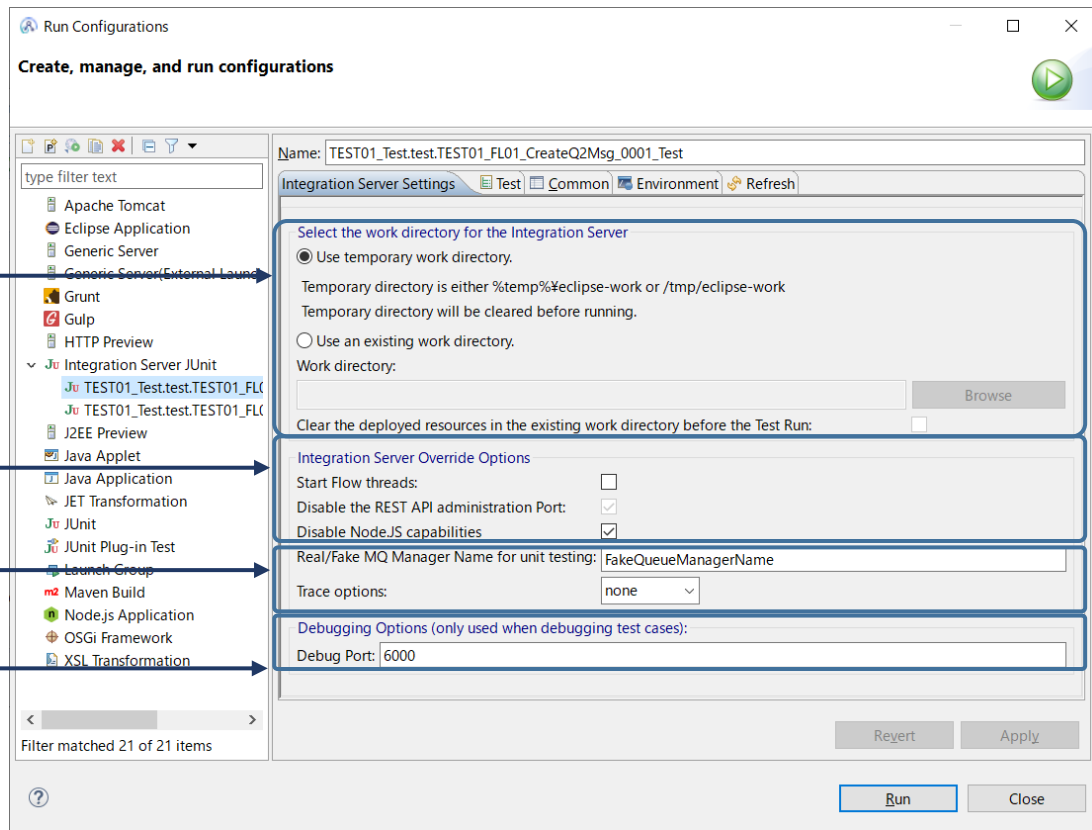 Run Configurations
Create, manage, and run configurations
type filter text
Apache Tomcat
Eclipse Application
Generic Server
Generic Server(External Launc
Grunt
Gulp
HTTP Preview
Integration Server JUnit
TEST01_Test.test.TEST01_FL0
TEST01_Test.test.TEST01_FL0
J2EE Preview
Java Applet
Java Application
JET Transformation
JUnit
JUnit Plug-in Test
Launch Group
Maven Build
Node.js Application
OSGi Framework
XSL Transformation
Filter matched 21 of 21 items
Name: TEST01_Test.test.TEST01_FL01_CreateQ2Msg_0001_Test
Integration Server Settings Test Common Environment Refresh
Select the work directory for the Integration Server
Use temporary work directory.
Temporary directory is either %temp%¥eclipse-work or /tmp/eclipse-work
Temporary directory will be cleared before running.
Use an existing work directory.
Work directory:
Browse
Clear the deployed resources in the existing work directory before the Test Run:
Integration Server Override Options
Start Flow threads:
Disable the REST API administration Port:
Disable Node.JS capabilities
Real/Fake MQ Manager Name for unit testing: FakeQueueManagerName
Trace options: none
Debugging Options (only used when debugging test cases):
Debug Port: 6000
Revert Apply
Run Close